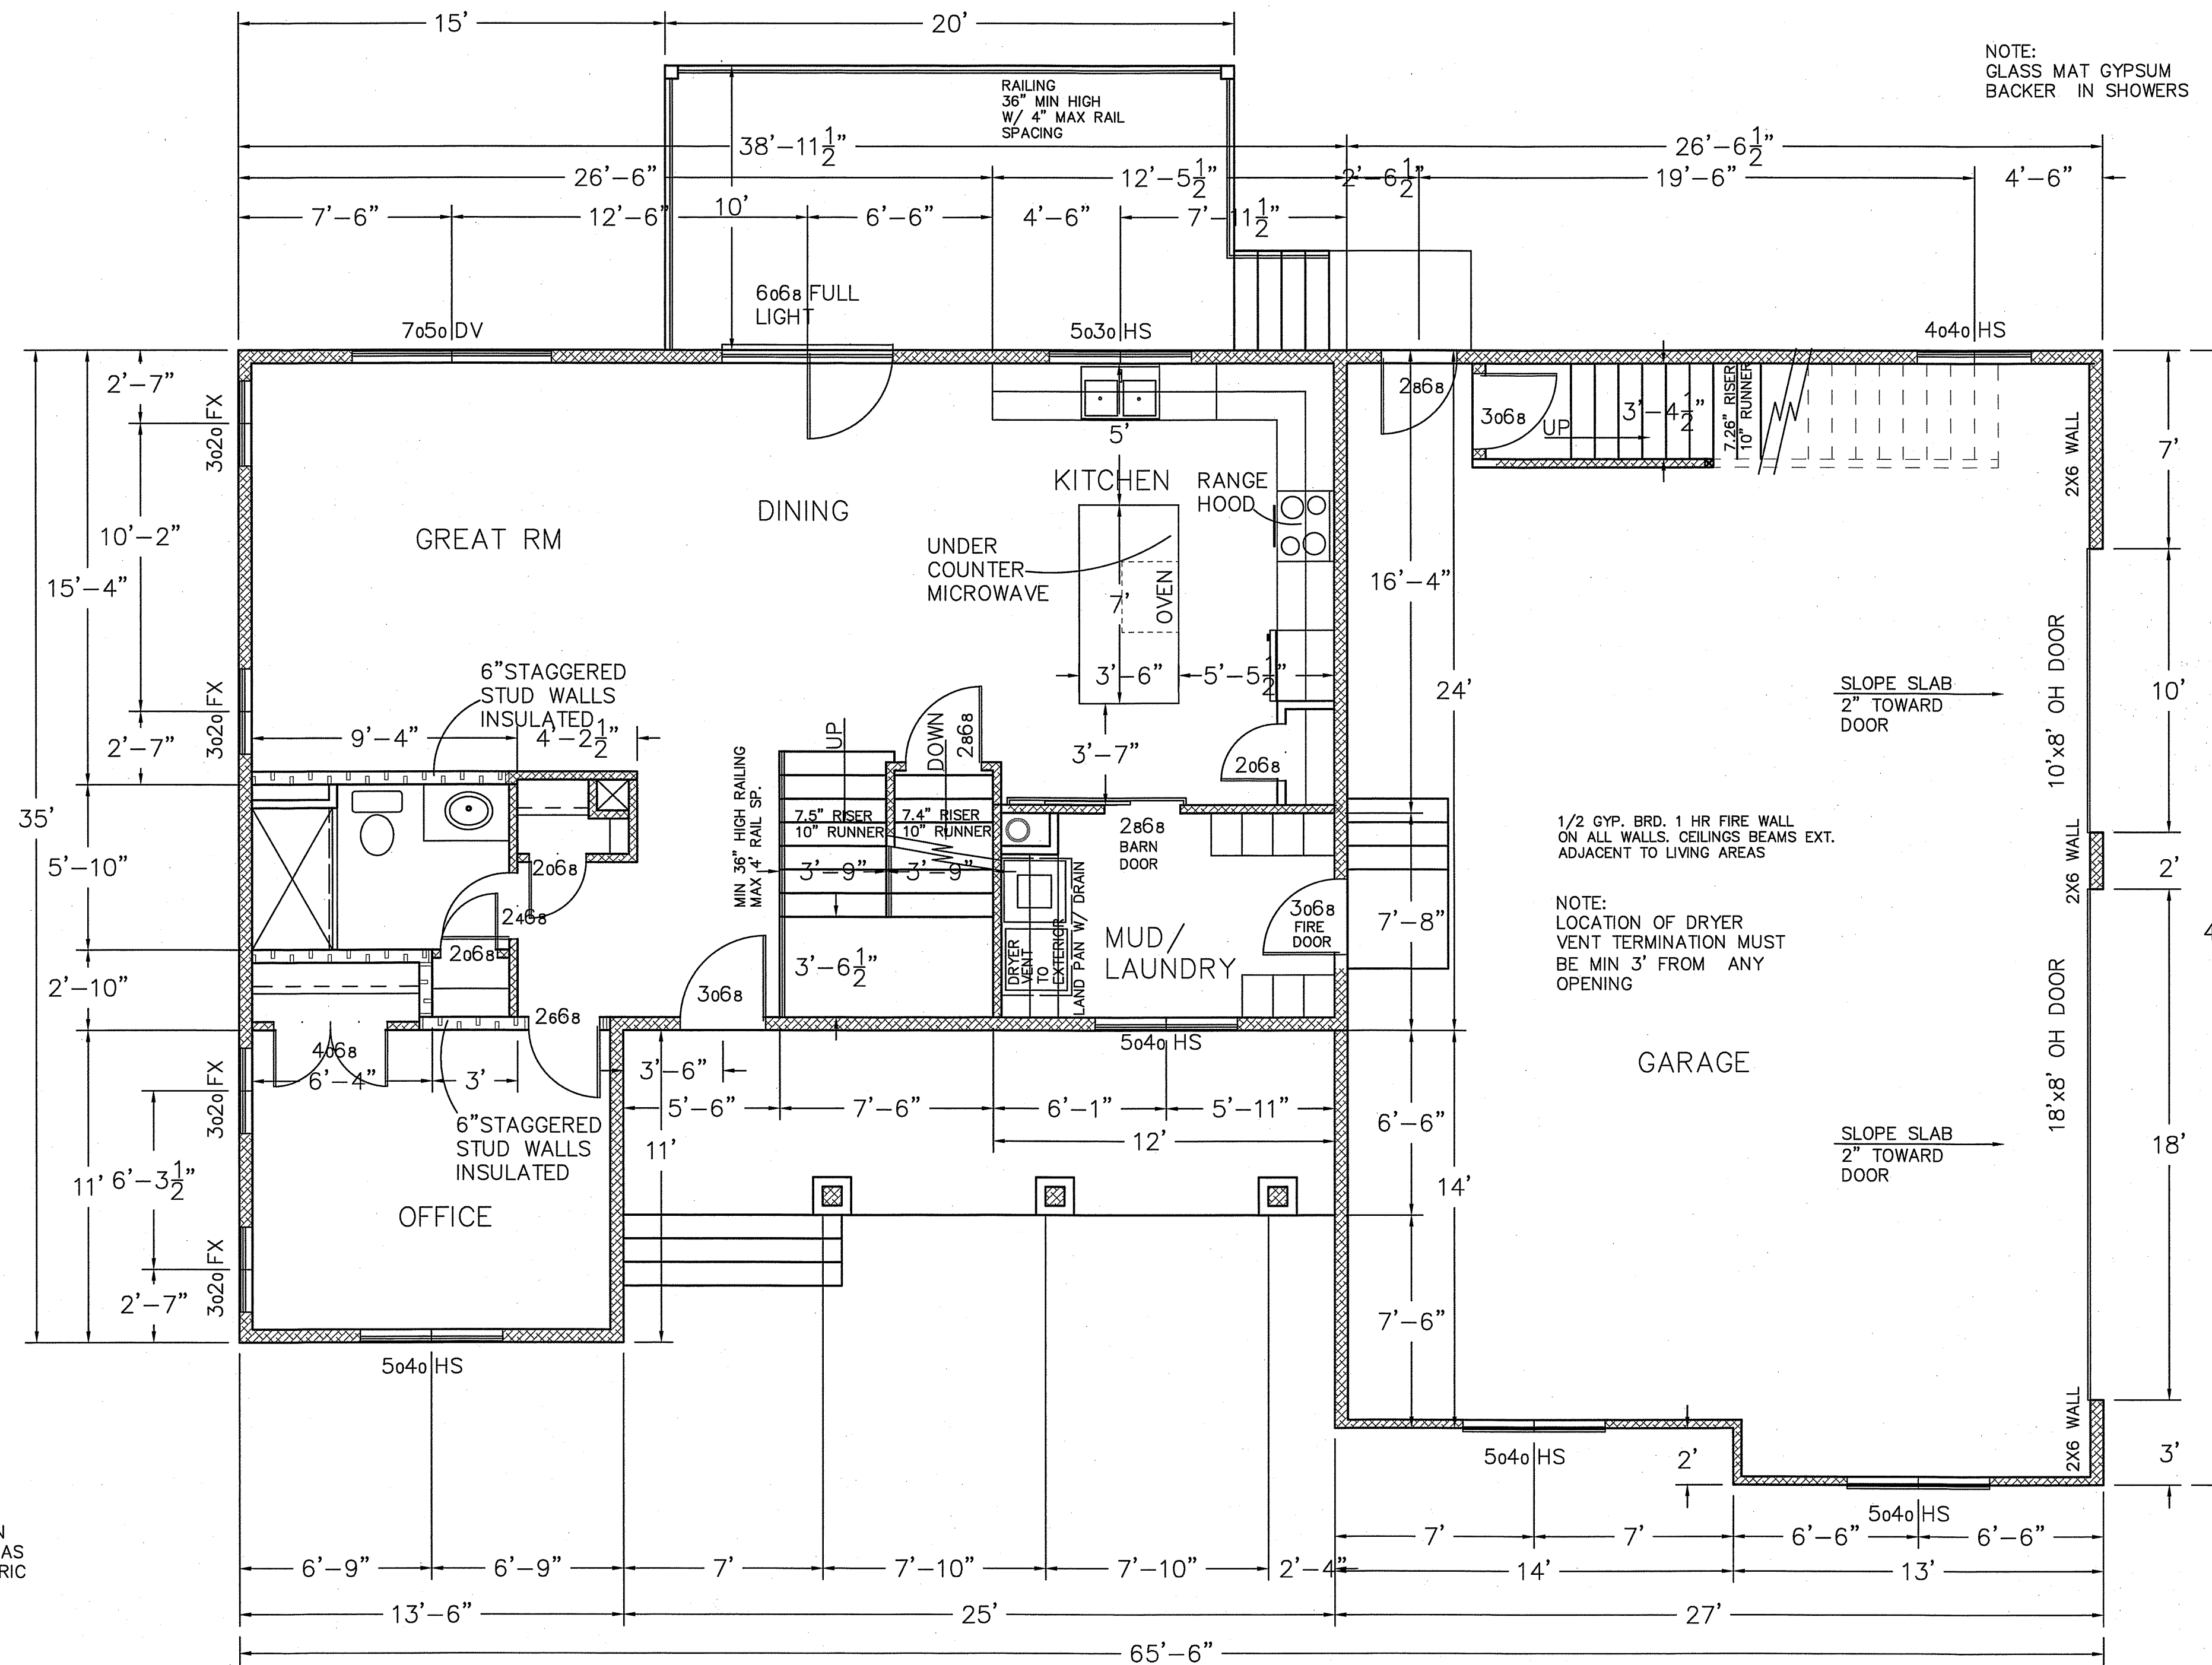 15'
20'
NOTE:
GLASS MAT GYPSUM
BACKER IN SHOWERS
RAILING
36" MIN HIGH
W/ 4" MAX RAIL
SPACING
38'-11 1/2"
26'-6 1/2"
26'-6"
12'-5 1/2"
2'-6 1/2"
19'-6"
4'-6"
7'-6"
12'-6"
10'
6'-6"
4'-6"
7'-11 1/2"
6068 FULL
LIGHT
7050 DV
5030 HS
4040 HS
2'-7"
3020 FX
10'-2"
15'-4"
3020 FX
2'-7"
35'
5'-10"
2'-10"
11'
3020 FX
6'-3 1/2"
3020 FX
2'-7"
GREAT RM
DINING
5'
KITCHEN
RANGE
HOOD
UNDER
COUNTER
MICROWAVE
7'
OVEN
3'-6"
5'-5 1/2"
3'-7"
2068
2868
3068
UP
3'-4 1/2"
7.26" RISER
10" RUNNER
2X6 WALL
7'
16'-4"
24'
10'x8' OH DOOR
10'
SLOPE SLAB
2" TOWARD
DOOR
6"STAGGERED
STUD WALLS
INSULATED
9'-4"
4'-2 1/2"
2068
2468
2068
2668
4068
6'-4"
3'
6"STAGGERED
STUD WALLS
INSULATED
OFFICE
MIN 36" HIGH RAILING
MAX 4' RAIL SP.
UP
DOWN
2868
7.5" RISER
10" RUNNER
7.4" RISER
10" RUNNER
3'-9"
3'-9"
3'-6 1/2"
3068
2868
BARN
DOOR
DRYER
VENT
TO
EXTERIOR
LAND PAN W/ DRAIN
MUD/
LAUNDRY
3068
FIRE
DOOR
7'-8"
5040 HS
1/2 GYP. BRD. 1 HR FIRE WALL
ON ALL WALLS. CEILINGS BEAMS EXT.
ADJACENT TO LIVING AREAS
NOTE:
LOCATION OF DRYER
VENT TERMINATION MUST
BE MIN 3' FROM ANY
OPENING
2X6 WALL
2'
18'x8' OH DOOR
18'
4
GARAGE
SLOPE SLAB
2" TOWARD
DOOR
3'-6"
5'-6"
7'-6"
6'-1"
5'-11"
12'
11'
6'-6"
14'
7'-6"
5040 HS
5040 HS
2'
2X6 WALL
3'
5040 HS
N
AS
RIC
7'
7'
6'-6"
6'-6"
6'-9"
6'-9"
7'
7'-10"
7'-10"
2'-4"
14'
13'
13'-6"
25'
27'
65'-6"